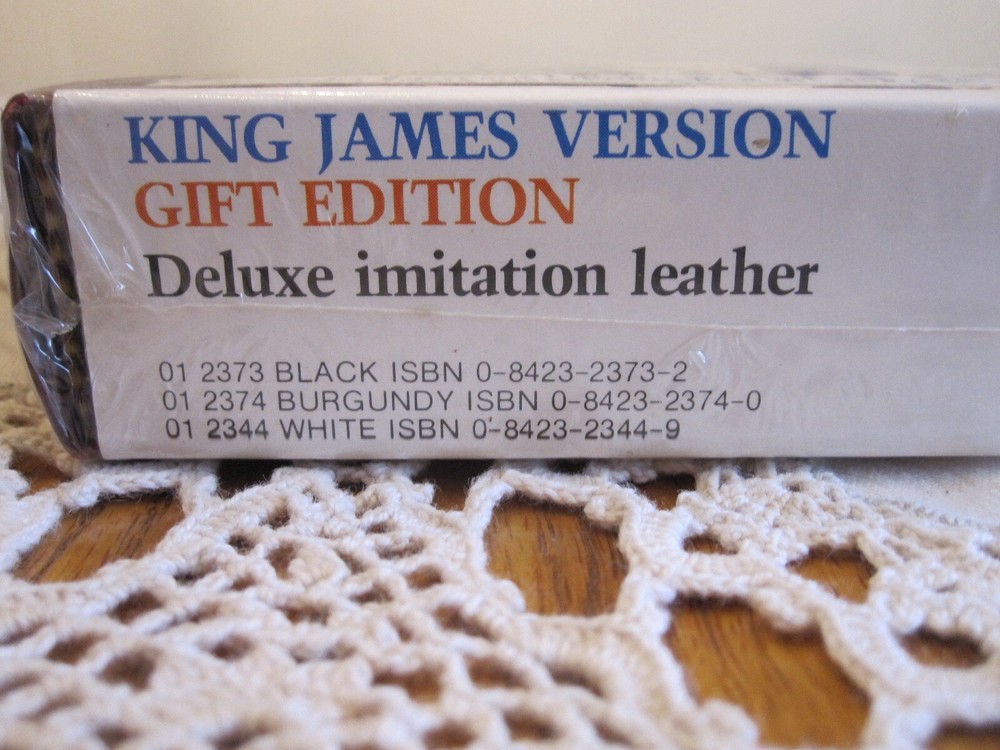 KING JAMES VERSION
GIFT EDITION
Deluxe imitation leather
01 2373 BLACK ISBN 0-8423-2373-2
01 2374 BURGUNDY ISBN 0-8423-2374-0
01 2344 WHITE ISBN 0-8423-2344-9